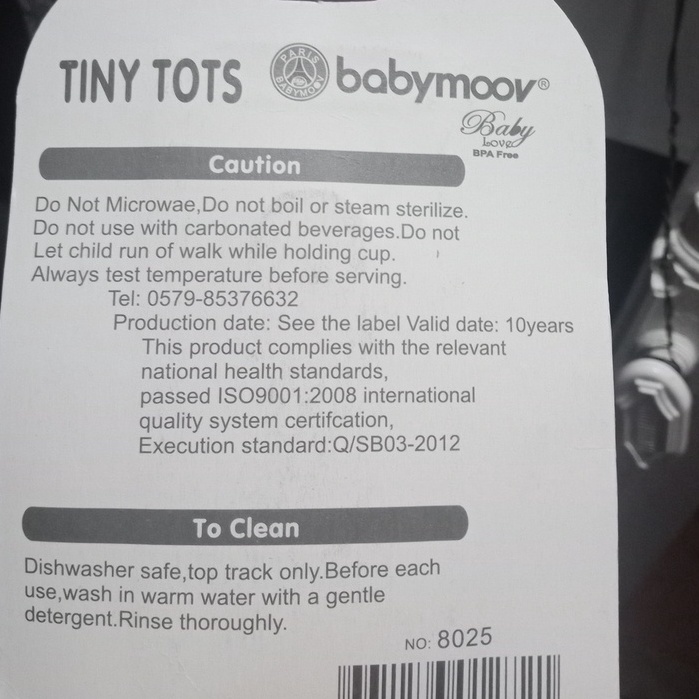 TINY TOTS
PARIS
BABYMOOV
babymoov®
Baby
Love
BPA Free
Caution
Do Not Microwae,Do not boil or steam sterilize.
Do not use with carbonated beverages.Do not
Let child run of walk while holding cup.
Always test temperature before serving.
Tel: 0579-85376632
Production date: See the label Valid date: 10years
This product complies with the relevant
national health standards,
passed ISO9001:2008 international
quality system certifcation,
Execution standard:Q/SB03-2012
To Clean
Dishwasher safe,top track only.Before each
use,wash in warm water with a gentle
detergent.Rinse thoroughly.
NO: 8025